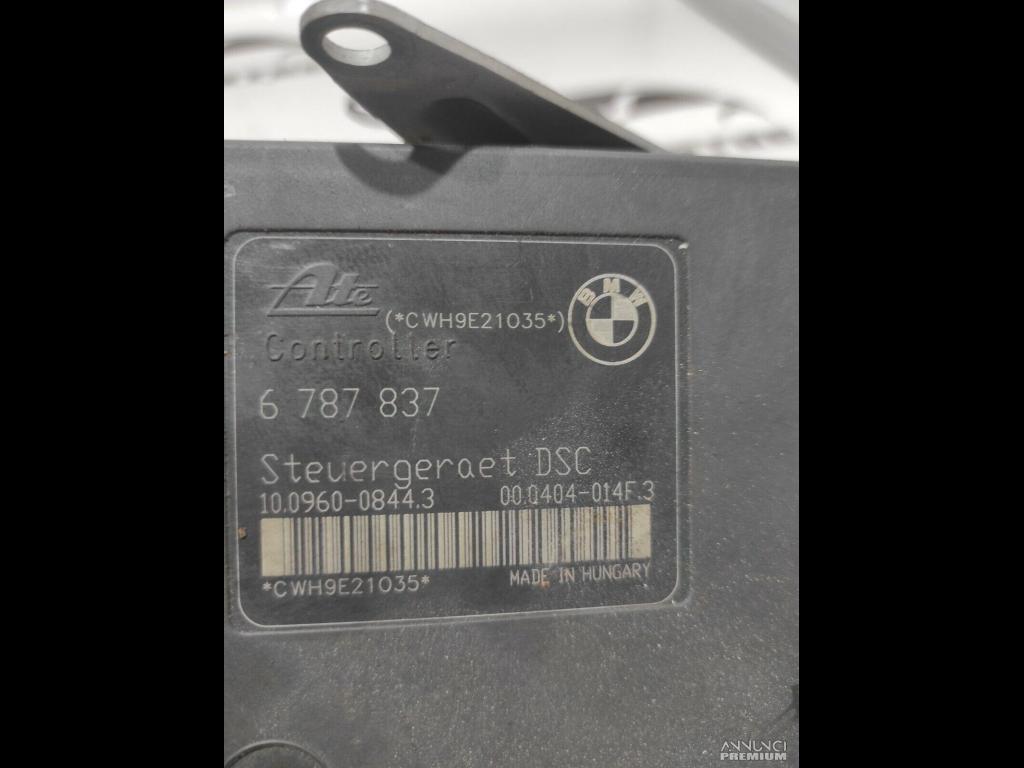 Ate
BMW
(*CWH9E21035*)
Controller
6 787 837
Steuergeraet DSC
10.0960-0844.3 00.0404-014F.3
*CWH9E21035* MADE IN HUNGARY
ANNUNCI
PREMIUM